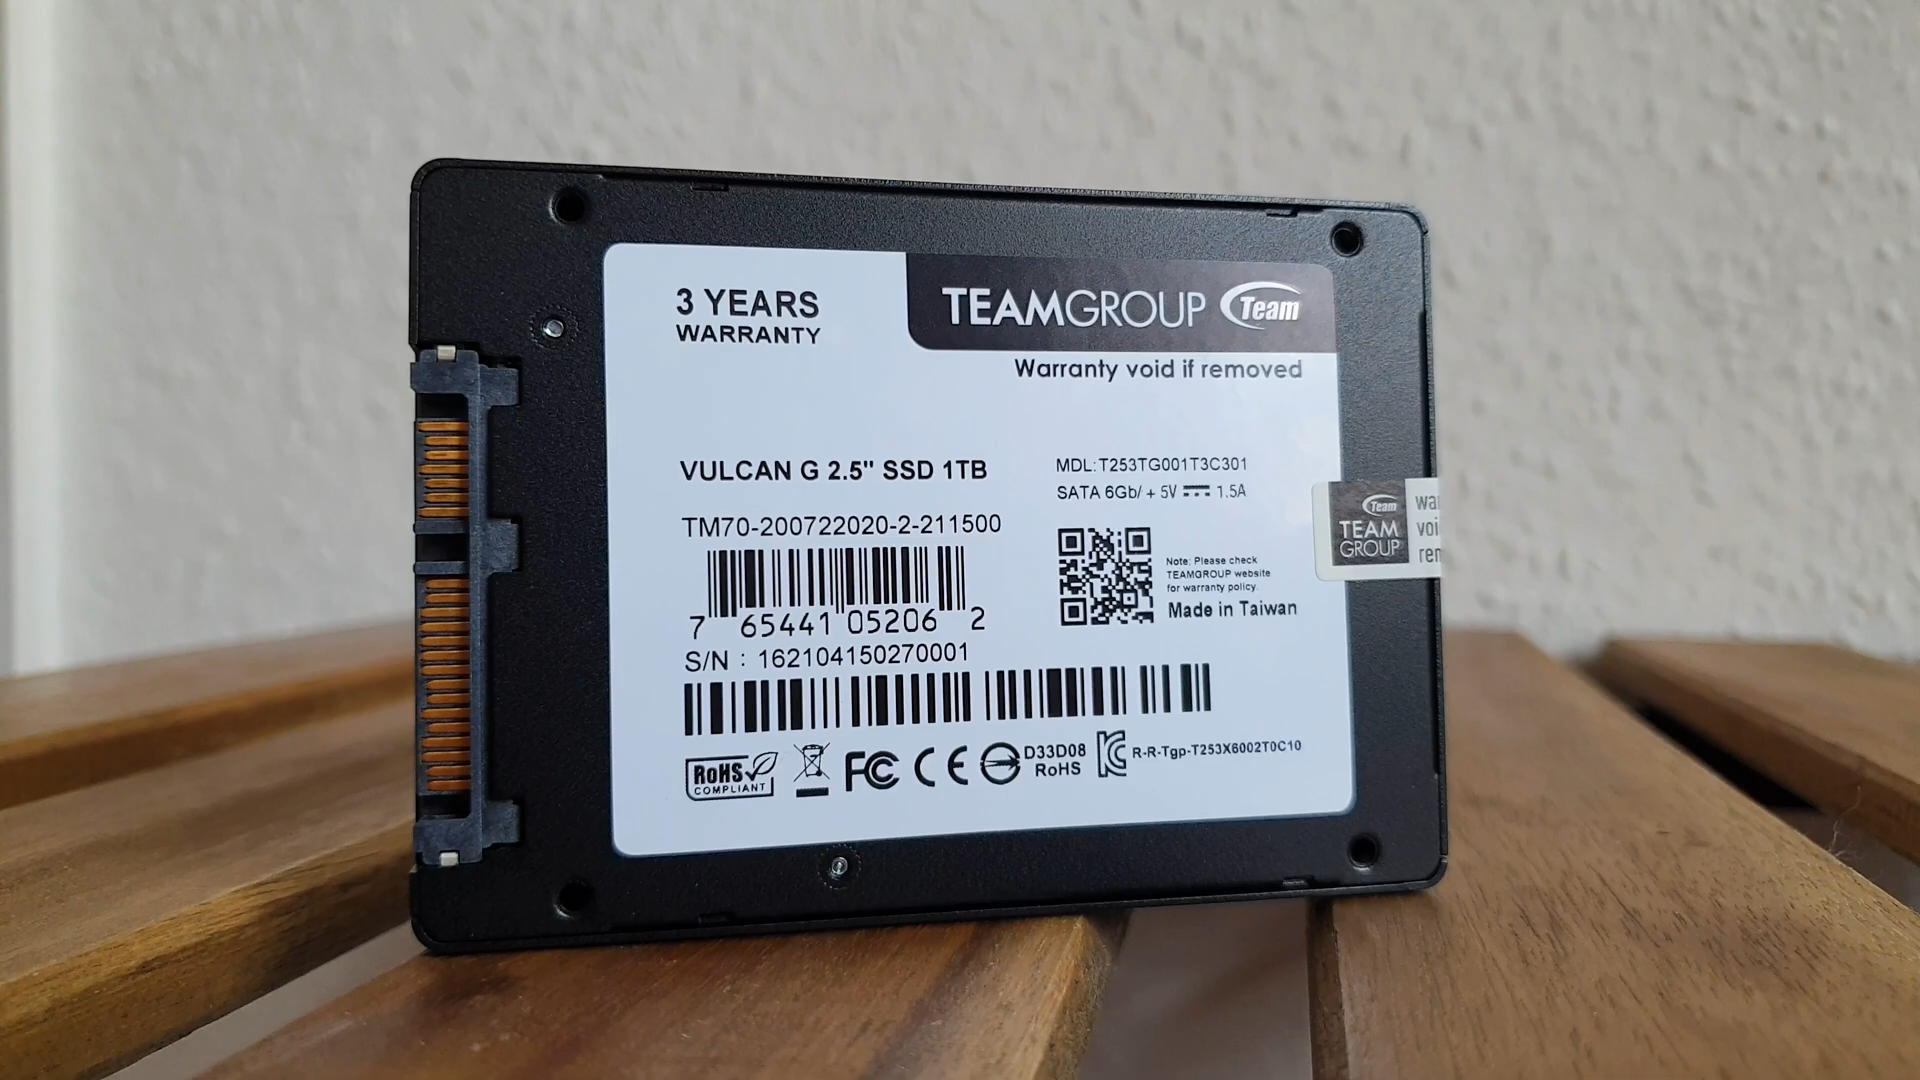 3 YEARS
WARRANTY
TEAMGROUP Team
Warranty void if removed
VULCAN G 2.5" SSD 1TB
TM70-200722020-2-211500
7 65441 05206 2
S/N : 162104150270001
MDL:T253TG001T3C301
SATA 6Gb/ + 5V ⎓ 1.5A
Note: Please check
TEAMGROUP website
for warranty policy.
Made in Taiwan
RoHS
COMPLIANT
FC CE
D33D08
RoHS
R-R-Tgp-T253X6002T0C10
Team
TEAM
GROUP